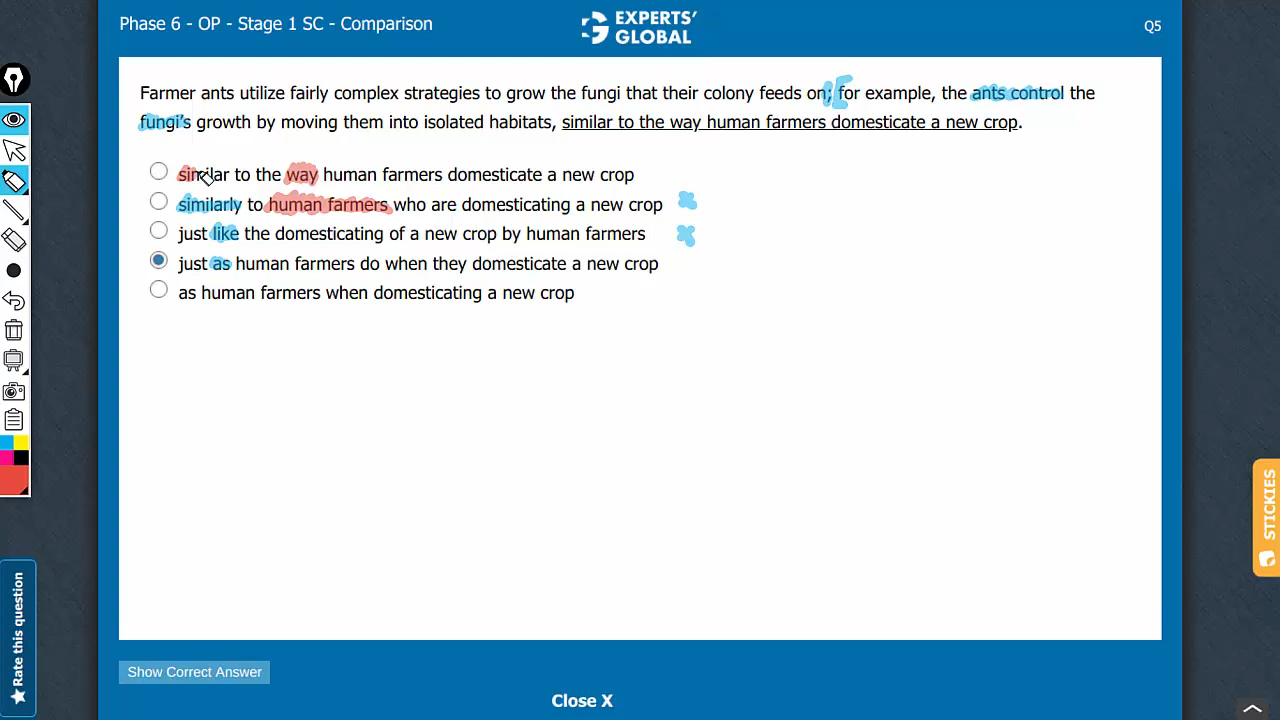 Phase 6 - OP - Stage 1 SC - Comparison
EXPERTS'
GLOBAL
Q5
Farmer ants utilize fairly complex strategies to grow the fungi that their colony feeds on; for example, the ants control the
fungi's growth by moving them into isolated habitats, similar to the way human farmers domesticate a new crop.
similar to the way human farmers domesticate a new crop
similarly to human farmers who are domesticating a new crop
just like the domesticating of a new crop by human farmers
just as human farmers do when they domesticate a new crop
as human farmers when domesticating a new crop
STICKIES
Rate this question
Show Correct Answer
Close X